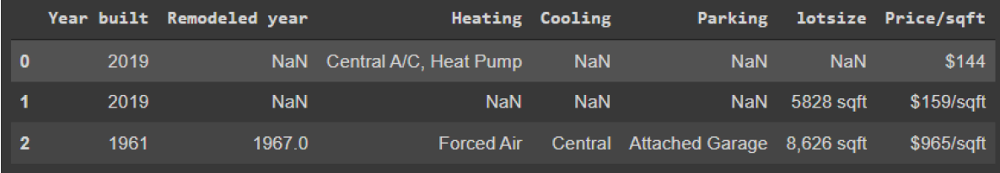 Year built Remodeled year Heating Cooling Parking lotsize Price/sqft
0 2019 NaN Central A/C, Heat Pump NaN NaN NaN $144
1 2019 NaN NaN NaN NaN 5828 sqft $159/sqft
2 1961 1967.0 Forced Air Central Attached Garage 8,626 sqft $965/sqft